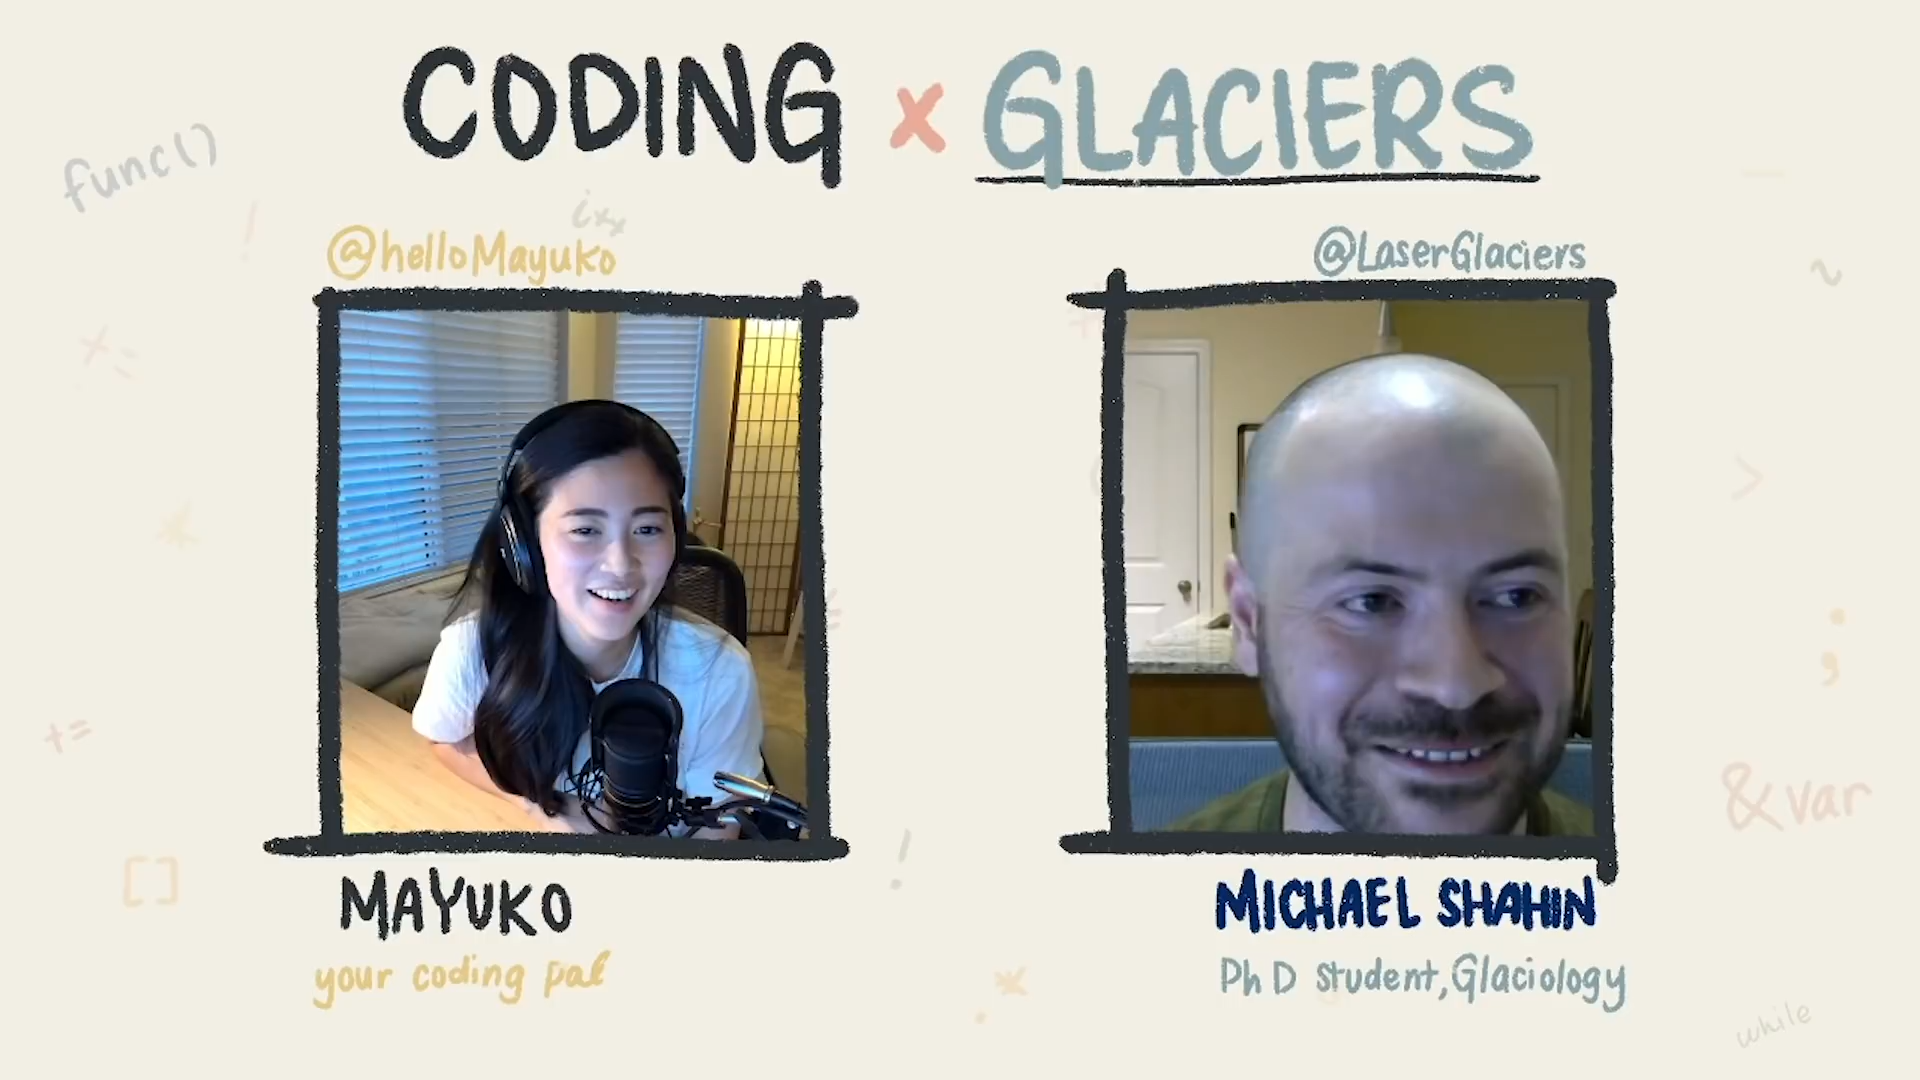 CODING x GLACIERS
func()
!
i++
@helloMayuko
@LaserGlaciers
~
x=
>
*
;
+=
&var
[]
!
MAYUKO
MICHAEL SHAHIN
your coding pal
PhD student, Glaciology
*
while